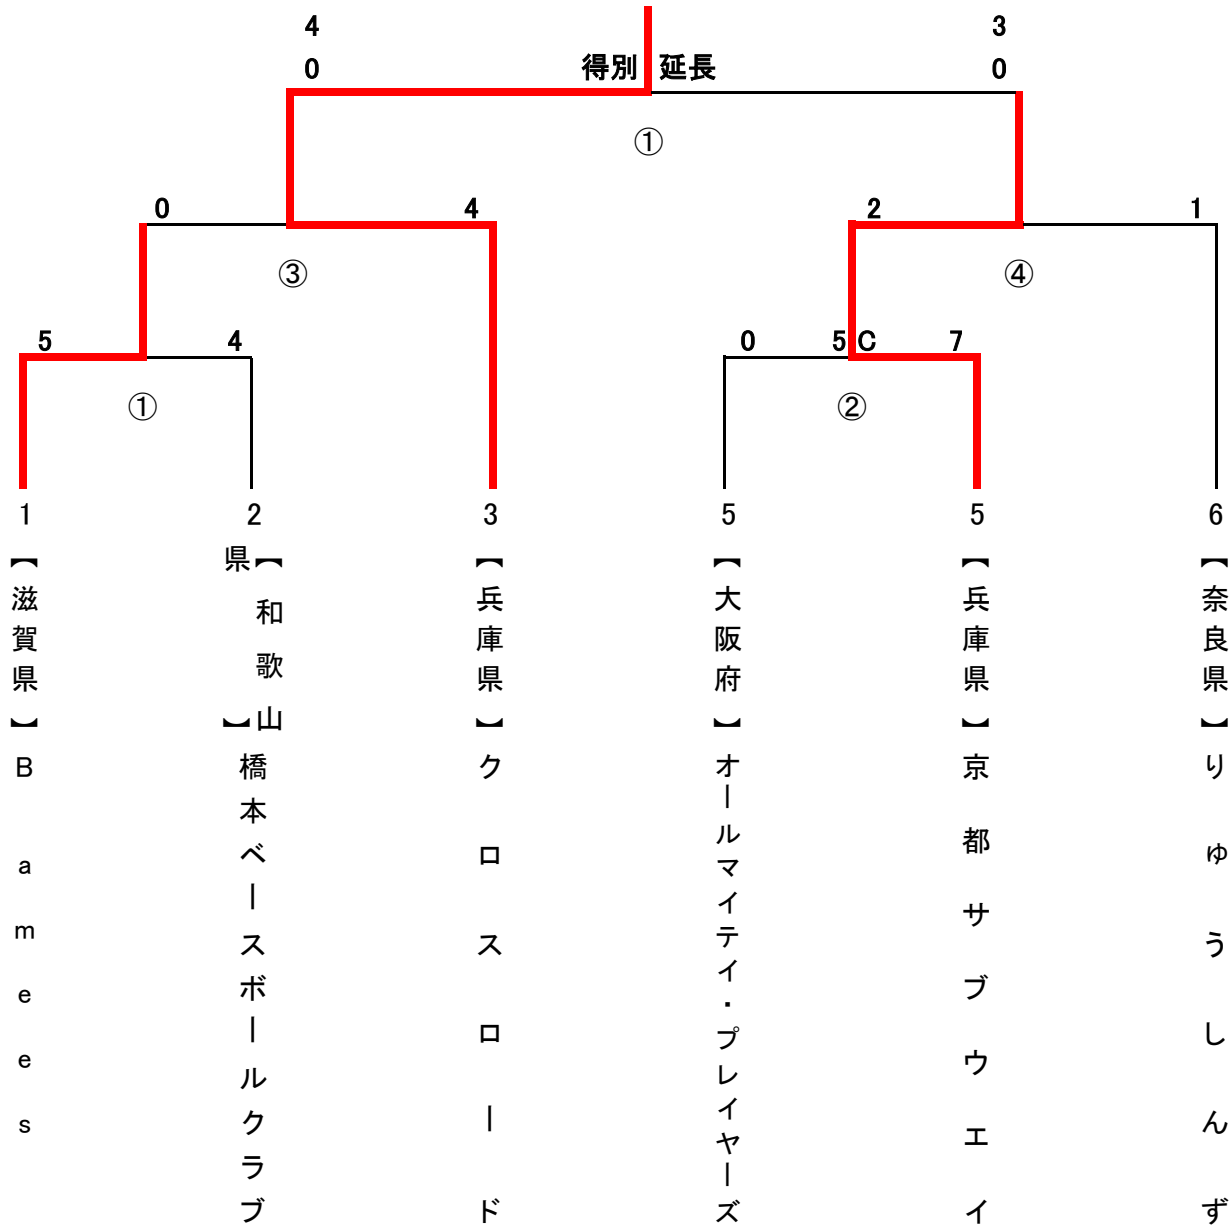 4 3
0 得別 延長 0
①
0 4 2 1
③ ④
5 4 0 5 C 7
① ②
1 2 3 5 5 6
【滋賀県】Bamees
【和歌山県】橋本ベースボールクラブ
【兵庫県】クロスロード
【大阪府】オールマイティ・プレイヤーズ
【兵庫県】京都サブウエイ
【奈良県】りゅうしんず